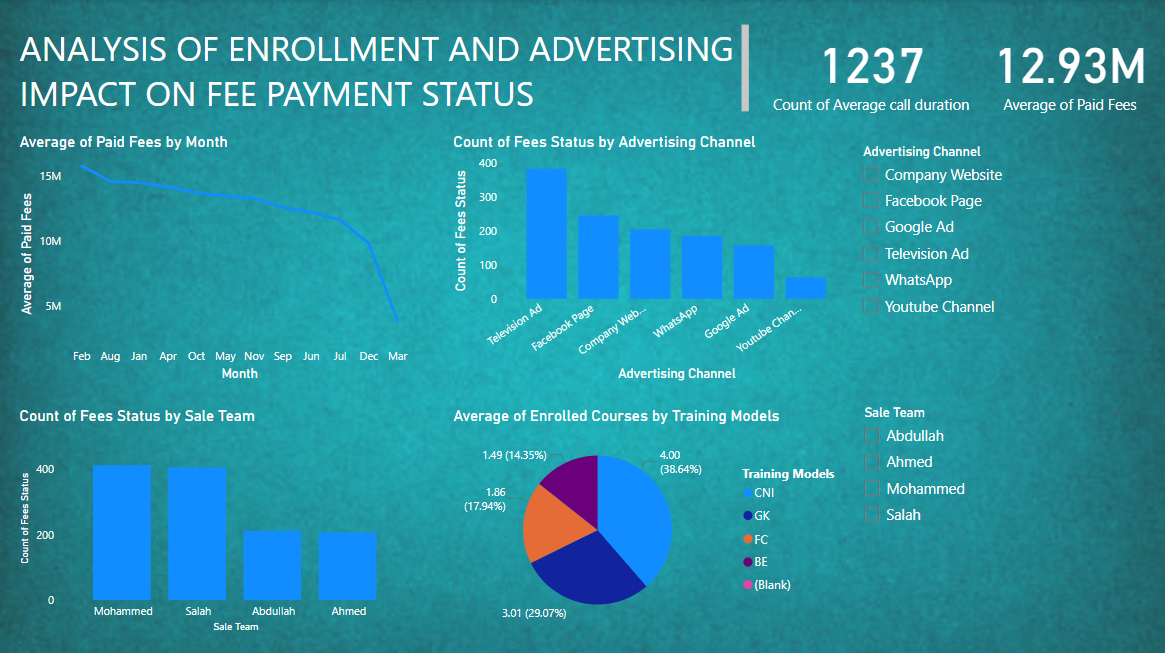 ANALYSIS OF ENROLLMENT AND ADVERTISING
IMPACT ON FEE PAYMENT STATUS
1237
Count of Average call duration
12.93M
Average of Paid Fees
Average of Paid Fees by Month
Average of Paid Fees
15M
10M
5M
Feb Aug Jan Apr Oct May Nov Sep Jun Jul Dec Mar
Month
Count of Fees Status by Advertising Channel
Count of Fees Status
400
300
200
100
0
Television Ad
Facebook Page
Company Web...
WhatsApp
Google Ad
Youtube Chan...
Advertising Channel
Advertising Channel
Company Website
Facebook Page
Google Ad
Television Ad
WhatsApp
Youtube Channel
Count of Fees Status by Sale Team
Count of Fees Status
400
200
0
Mohammed Salah Abdullah Ahmed
Sale Team
Average of Enrolled Courses by Training Models
1.49 (14.35%)
4.00
(38.64%)
1.86
(17.94%)
3.01 (29.07%)
Training Models
CNI
GK
FC
BE
(Blank)
Sale Team
Abdullah
Ahmed
Mohammed
Salah